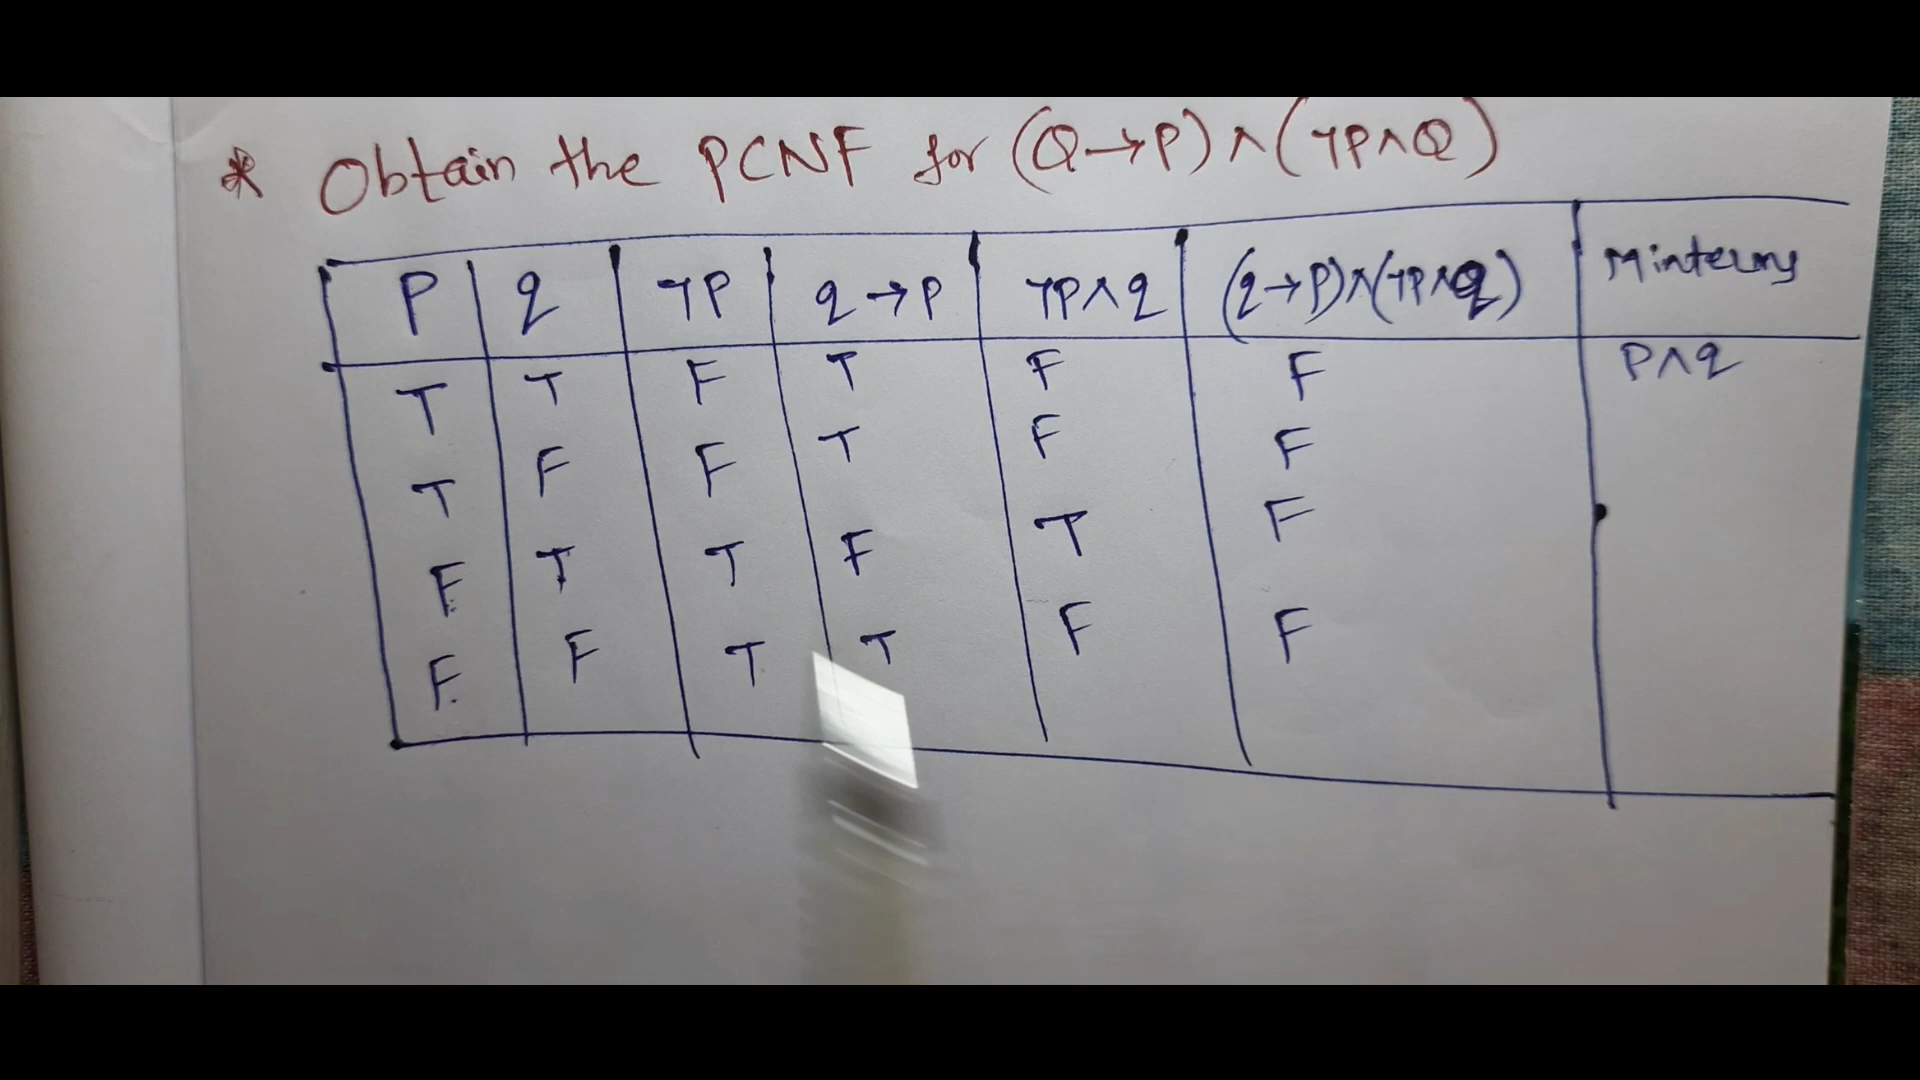 * Obtain the PCNF for (Q→P)∧(¬P∧Q)
P q ¬P q→P ¬P∧q (q→P)∧(¬P∧q) Minterms
T T F T F F P∧q
T F F T F F
F T T F T F
F F T T F F